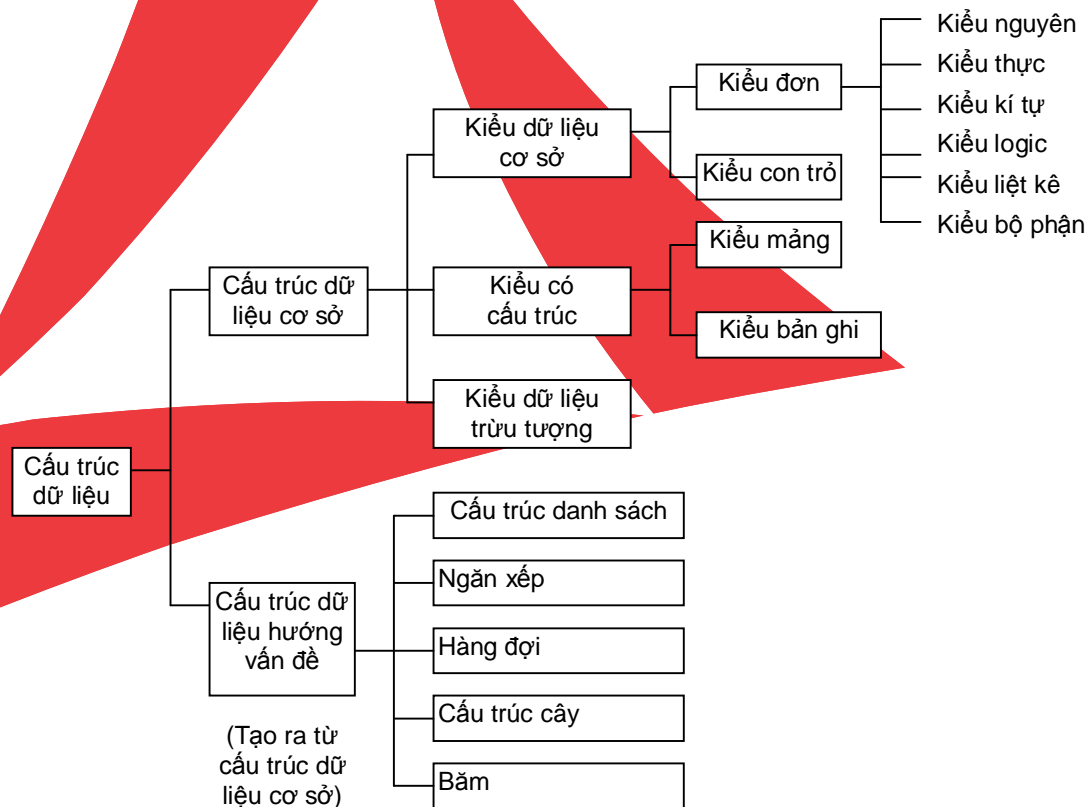 Kiểu nguyên
Kiểu thực
Kiểu kí tự
Kiểu logic
Kiểu liệt kê
Kiểu bộ phận
Kiểu đơn
Kiểu con trỏ
Kiểu dữ liệu
cơ sở
Kiểu mảng
Kiểu bản ghi
Kiểu có
cấu trúc
Cấu trúc dữ
liệu cơ sở
Kiểu dữ liệu
trừu tượng
Cấu trúc
dữ liệu
Cấu trúc danh sách
Ngăn xếp
Hàng đợi
Cấu trúc cây
Băm
Cấu trúc dữ
liệu hướng
vấn đề
(Tạo ra từ
cấu trúc dữ
liệu cơ sở)